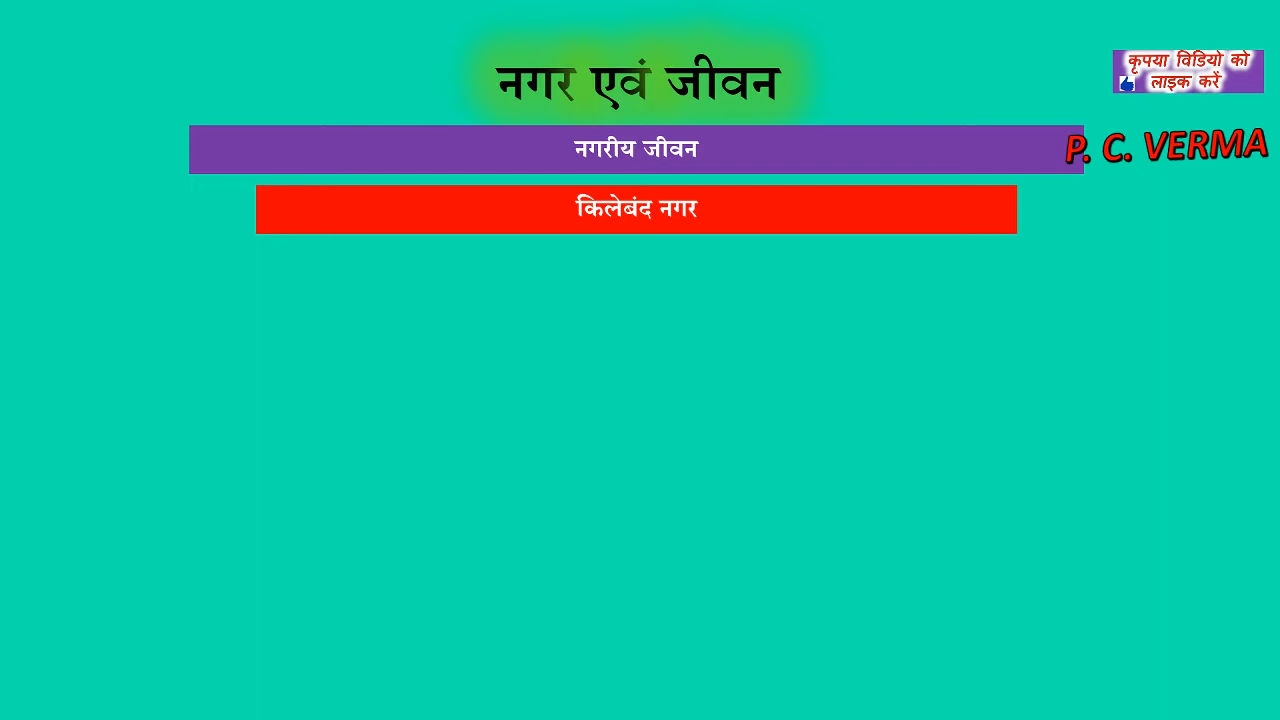 नगर एवं जीवन
कृपया विडियो को
लाइक करें
नगरीय जीवन
P. C. VERMA
किलेबंद नगर